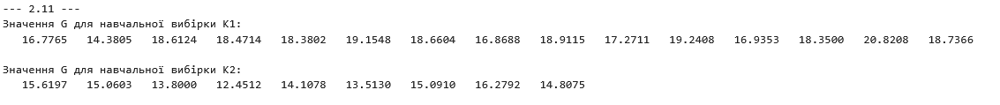 --- 2.11 ---
Значення G для навчальної вибірки K1:
16.7765 14.3805 18.6124 18.4714 18.3802 19.1548 18.6604 16.8688 18.9115 17.2711 19.2408 16.9353 18.3500 20.8208 18.7366
Значення G для навчальної вибірки K2:
15.6197 15.0603 13.8000 12.4512 14.1078 13.5130 15.0910 16.2792 14.8075